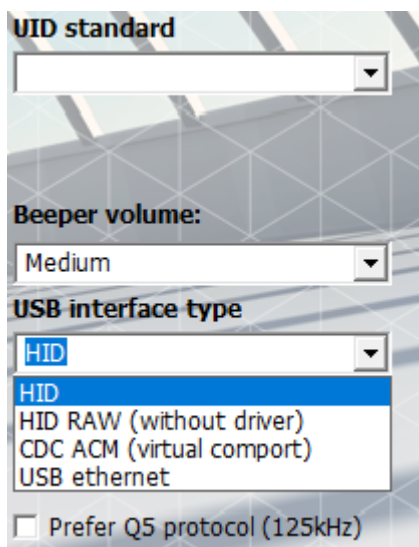 UID standard
Beeper volume:
Medium
USB interface type
HID
HID
HID RAW (without driver)
CDC ACM (virtual comport)
USB ethernet
Prefer Q5 protocol (125kHz)